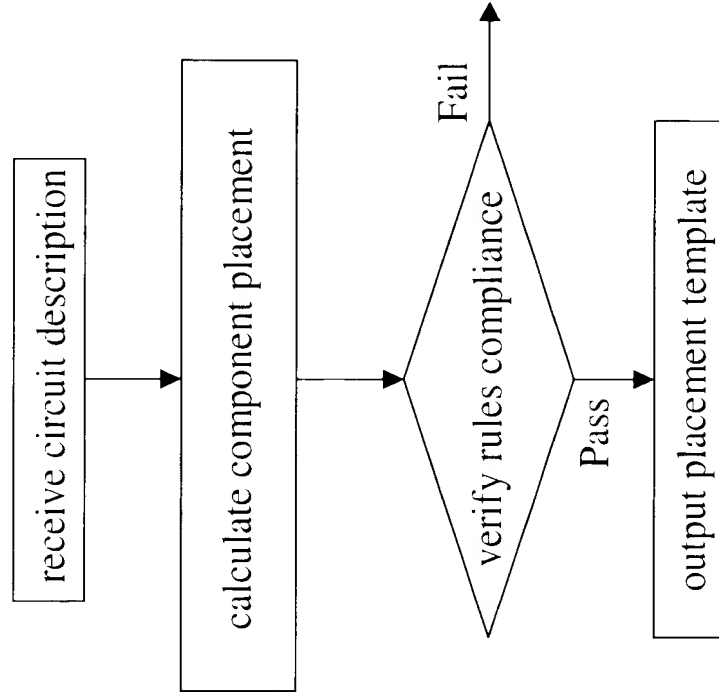 receive circuit description
calculate component placement
verify rules compliance
Fail
Pass
output placement template